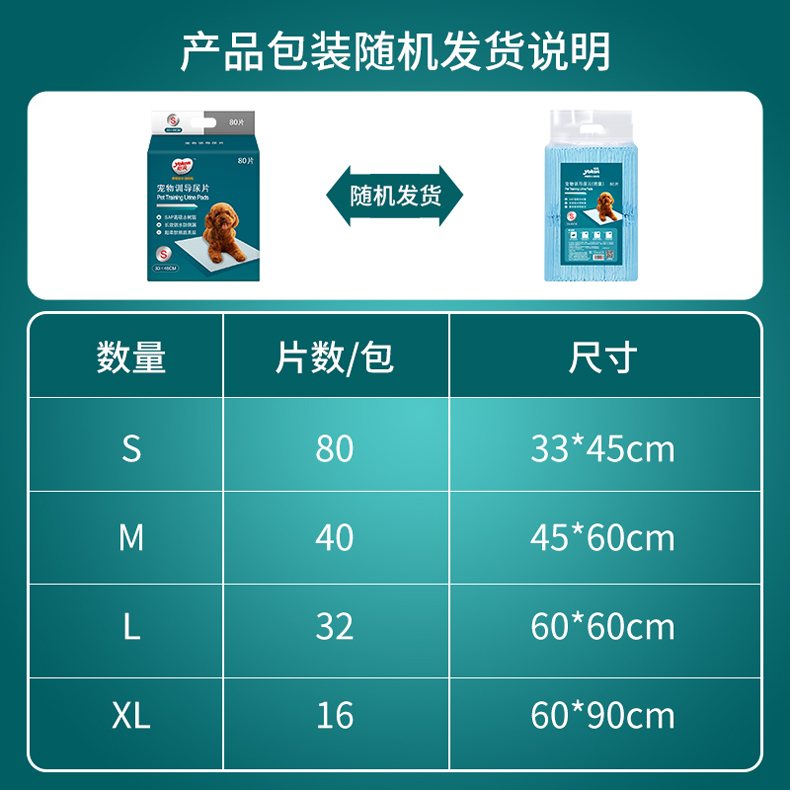 产品包装随机发货说明
80片
80片
Yoken
宠物训导尿片
Pet Training Urine Pads
S
33×45CM
随机发货
宠物训导尿片
Pet Training Urine Pads
80片
S
数量 片数/包 尺寸
S 80 33*45cm
M 40 45*60cm
L 32 60*60cm
XL 16 60*90cm